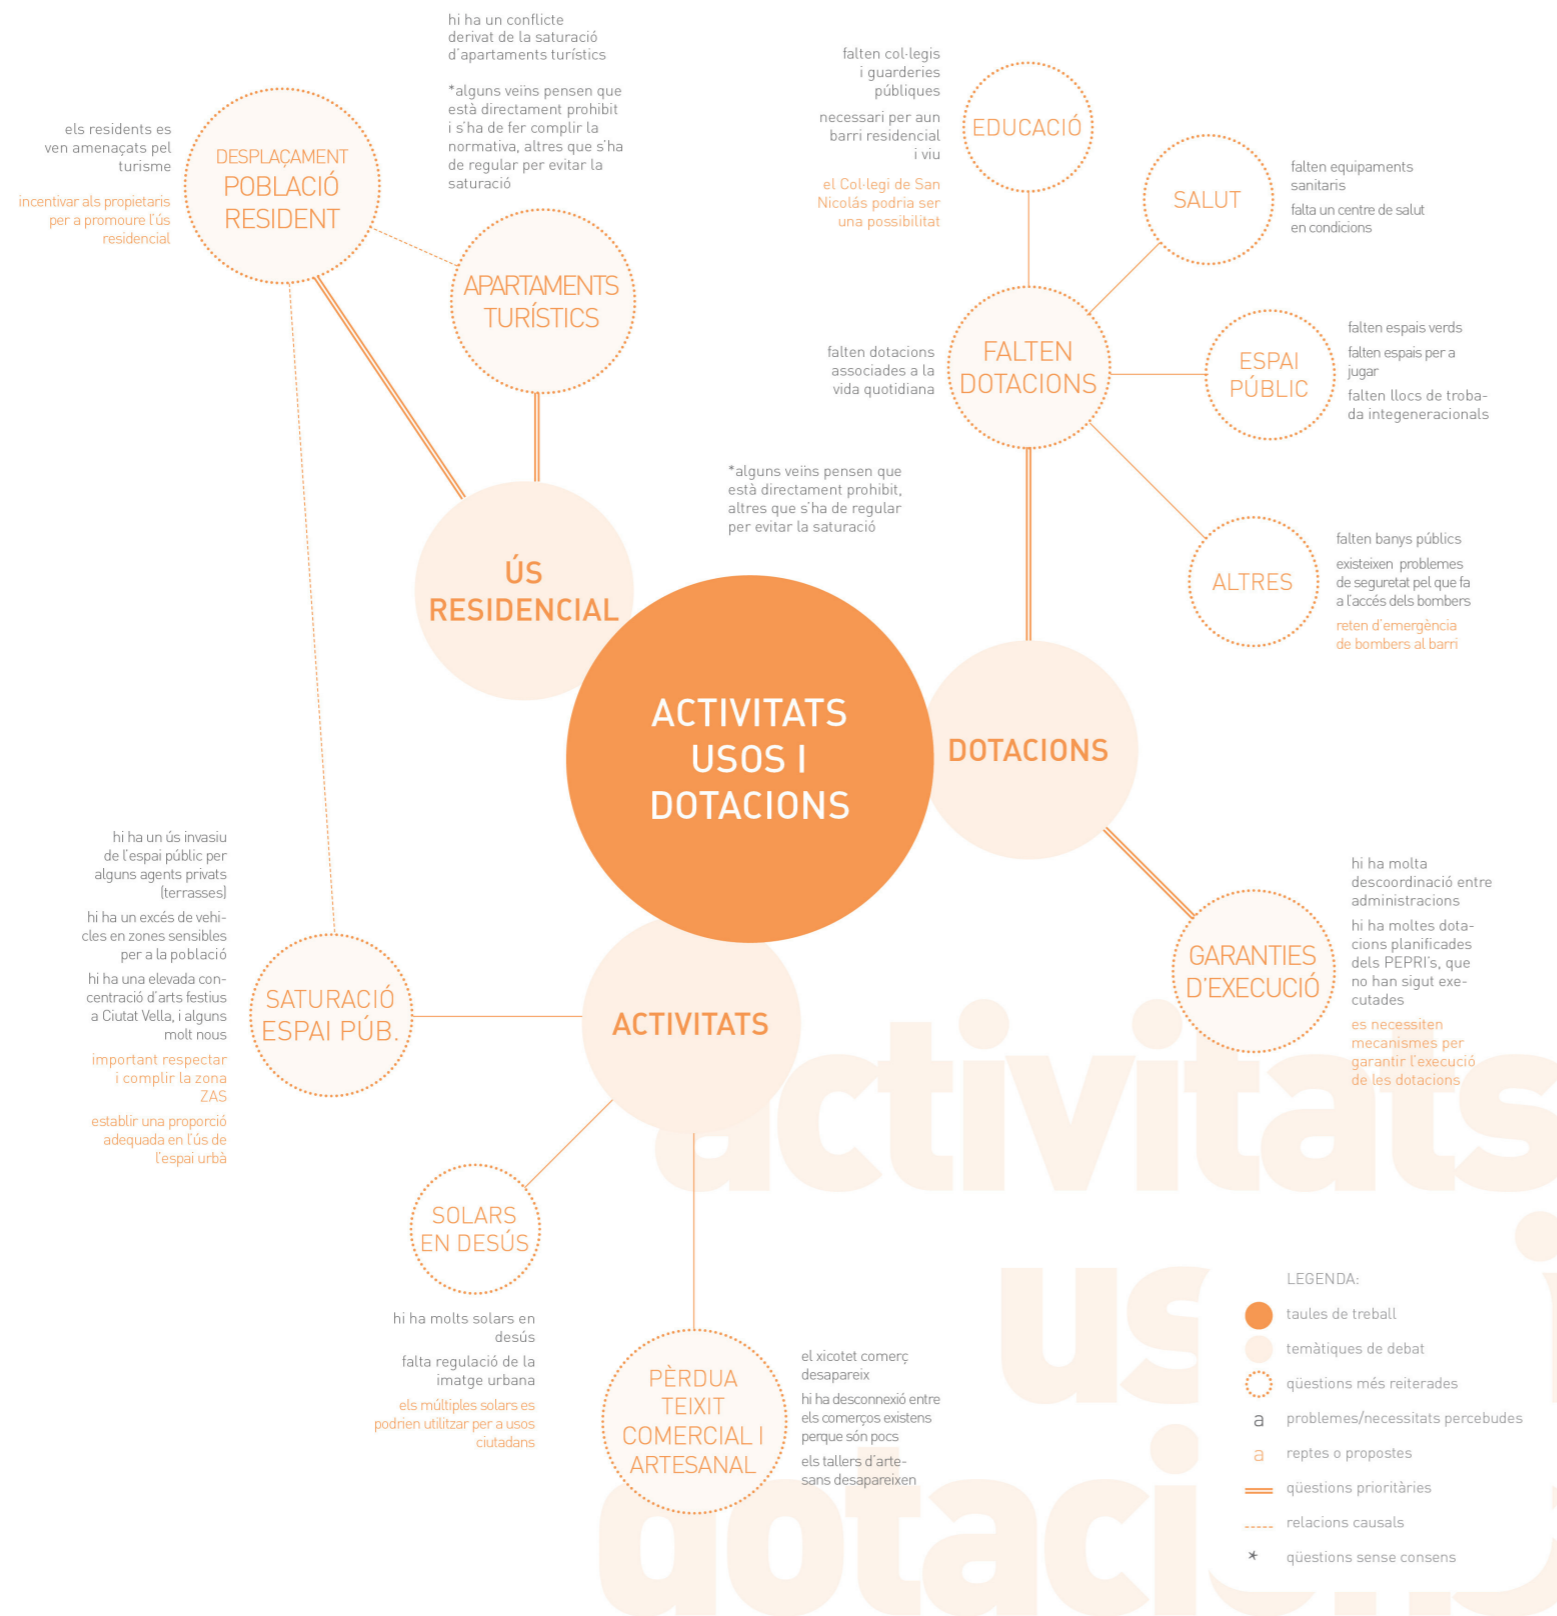 hi ha un conflicte
derivat de la saturació
d'apartaments turístics
*alguns veïns pensen que
està directament prohibit
i s'ha de fer complir la
normativa, altres que s'ha
de regular per evitar la
saturació
els residents es
ven amenaçats pel
turisme
incentivar als propietaris
per a promoure l'ús
residencial
DESPLAÇAMENT
POBLACIÓ
RESIDENT
APARTAMENTS
TURÍSTICS
ÚS
RESIDENCIAL
falten col·legis
i guarderies
públiques
necessari per aun
barri residencial
i viu
el Col·legi de San
Nicolás podria ser
una possibilitat
EDUCACIÓ
SALUT
falten equipaments
sanitaris
falta un centre de salut
en condicions
falten dotacions
associades a la
vida quotidiana
FALTEN
DOTACIONS
ESPAI
PÚBLIC
falten espais verds
falten espais per a
jugar
falten llocs de troba-
da integeneracionals
*alguns veïns pensen que
està directament prohibit,
altres que s'ha de regular
per evitar la saturació
ALTRES
falten banys públics
existeixen problemes
de seguretat pel que fa
a l'accés dels bombers
reten d'emergència
de bombers al barri
ACTIVITATS
USOS I
DOTACIONS
DOTACIONS
hi ha un ús invasiu
de l'espai públic per
alguns agents privats
(terrasses)
hi ha un excés de vehi-
cles en zones sensibles
per a la població
hi ha una elevada con-
centració d'arts festius
a Ciutat Vella, i alguns
molt nous
important respectar
i complir la zona
ZAS
establir una proporció
adequada en l'ús de
l'espai urbà
SATURACIÓ
ESPAI PÚB.
ACTIVITATS
GARANTIES
D'EXECUCIÓ
hi ha molta
descoordinació entre
administracions
hi ha moltes dota-
cions planificades
dels PEPRI's, que
no han sigut exe-
cutades
es necessiten
mecanismes per
garantir l'execució
de les dotacions
SOLARS
EN DESÚS
hi ha molts solars en
desús
falta regulació de la
imatge urbana
els múltiples solars es
podrien utilitzar per a usos
ciutadans
PÈRDUA
TEIXIT
COMERCIAL I
ARTESANAL
el xicotet comerç
desapareix
hi ha desconnexió entre
els comerços existens
perque són pocs
els tallers d'arte-
sans desapareixen
activitats
us i
dotacions
LEGENDA:
taules de treball
temàtiques de debat
qüestions més reiterades
a problemes/necessitats percebudes
a reptes o propostes
qüestions prioritàries
relacions causals
* qüestions sense consens